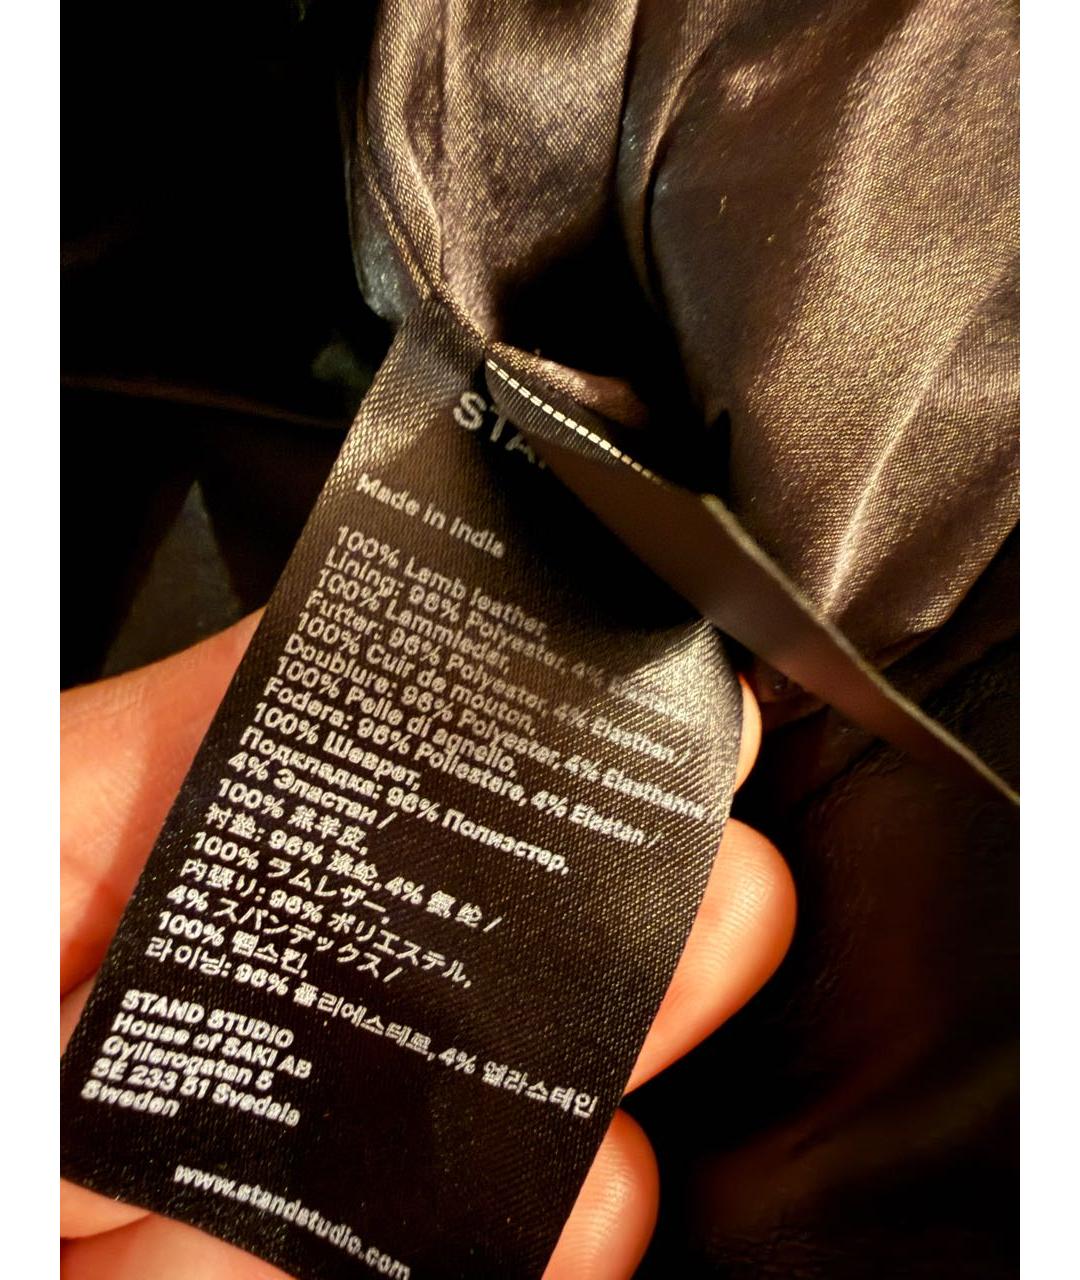 STA
Made in India
100% Lamb leather,
Lining: 96% Polyester, 4%
100% Lammleder,
Futter: 96% Polyester, 4% Elasthan /
100% Cuir de mouton,
Doublure: 96% Polyester, 4% Elasthanne
100% Pelle di agnello,
Fodera: 96% Poliestere, 4% Elastan /
100% Шеврет,
Подкладка: 96% Полиэстер,
4% Эластан /
100% 羊皮,
衬垫: 96% 涤纶, 4% 氨纶 /
100% ラムレザー,
内張り: 96% ポリエステル,
4% スパンデックス /
100% 램스킨,
라이닝: 96% 폴리에스테르, 4% 엘라스테인
STAND STUDIO
House of SAKI AB
Gyllerogatan 5
SE 233 51 Svedala
Sweden
www.standstudio.com